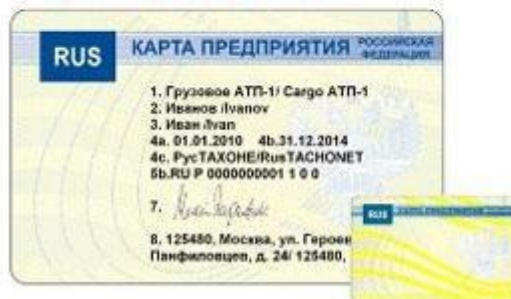 RUS
КАРТА ПРЕДПРИЯТИЯ
РОССИЙСКАЯ
ФЕДЕРАЦИЯ
1. Грузовое АТП-1/ Cargo АТП-1
2. Иванов /Ivanov
3. Иван /Ivan
4a. 01.01.2010 4b.31.12.2014
4c. РусТАХОНЕ/RusTACHONET
5b.RU P 0000000001 1 0 0
7.
8. 125480, Москва, ул. Героев
Панфиловцев, д. 24/ 125480,
RUS
КАРТА ПРЕДПРИЯТИЯ